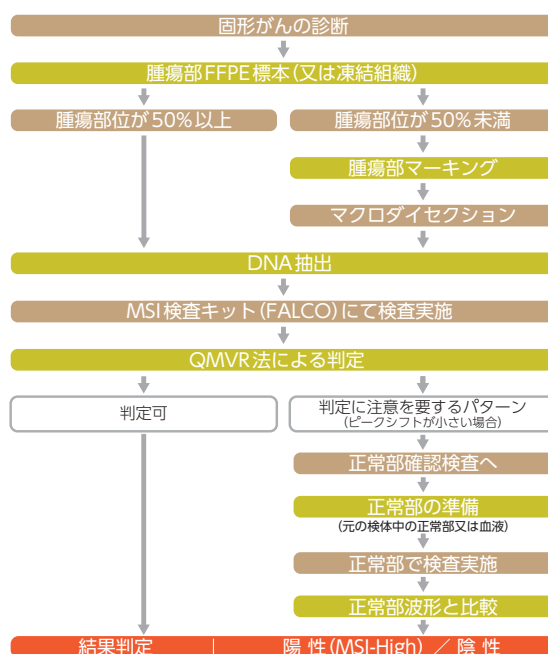 固形がんの診断
腫瘍部FFPE標本(又は凍結組織)
腫瘍部位が50%以上
腫瘍部位が50%未満
腫瘍部マーキング
マクロダイセクション
DNA抽出
MSI検査キット(FALCO)にて検査実施
QMVR法による判定
判定可
判定に注意を要するパターン
(ピークシフトが小さい場合)
正常部確認検査へ
正常部の準備
(元の検体中の正常部又は血液)
正常部で検査実施
正常部波形と比較
結果判定 | 陽 性(MSI-High) ／ 陰 性